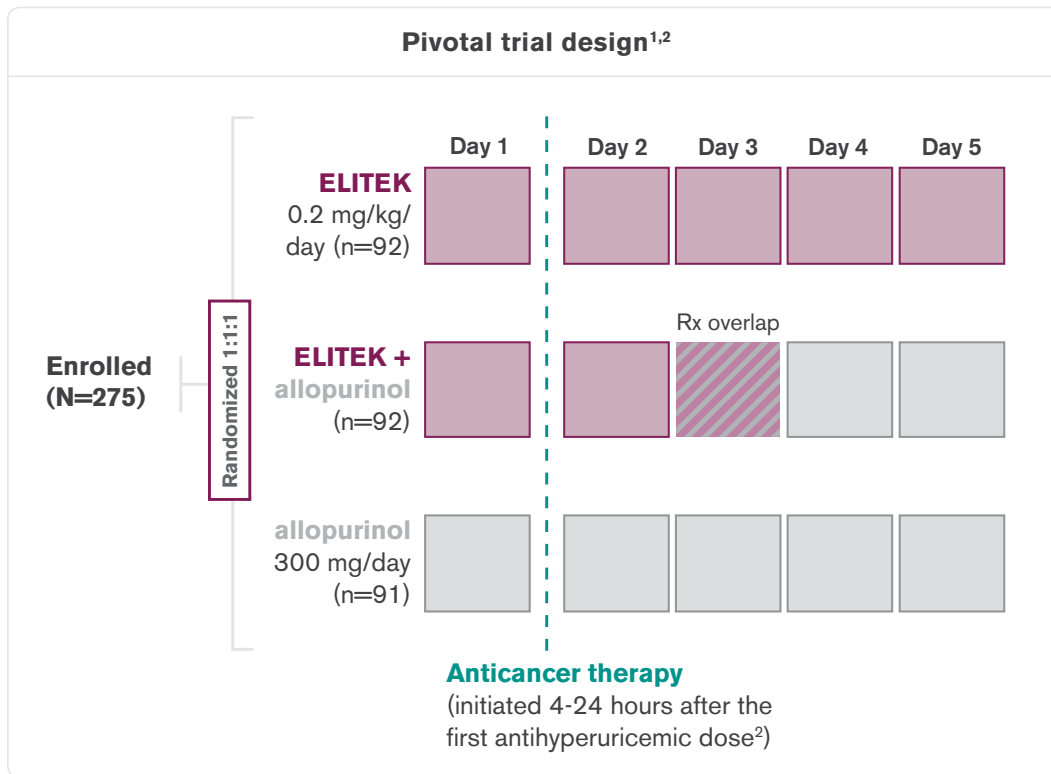 Pivotal trial design¹,²
Day 1
Day 2
Day 3
Day 4
Day 5
ELITEK
0.2 mg/kg/
day (n=92)
Rx overlap
Enrolled
(N=275)
Randomized 1:1:1
ELITEK +
allopurinol
(n=92)
allopurinol
300 mg/day
(n=91)
Anticancer therapy
(initiated 4-24 hours after the
first antihyperuricemic dose²)